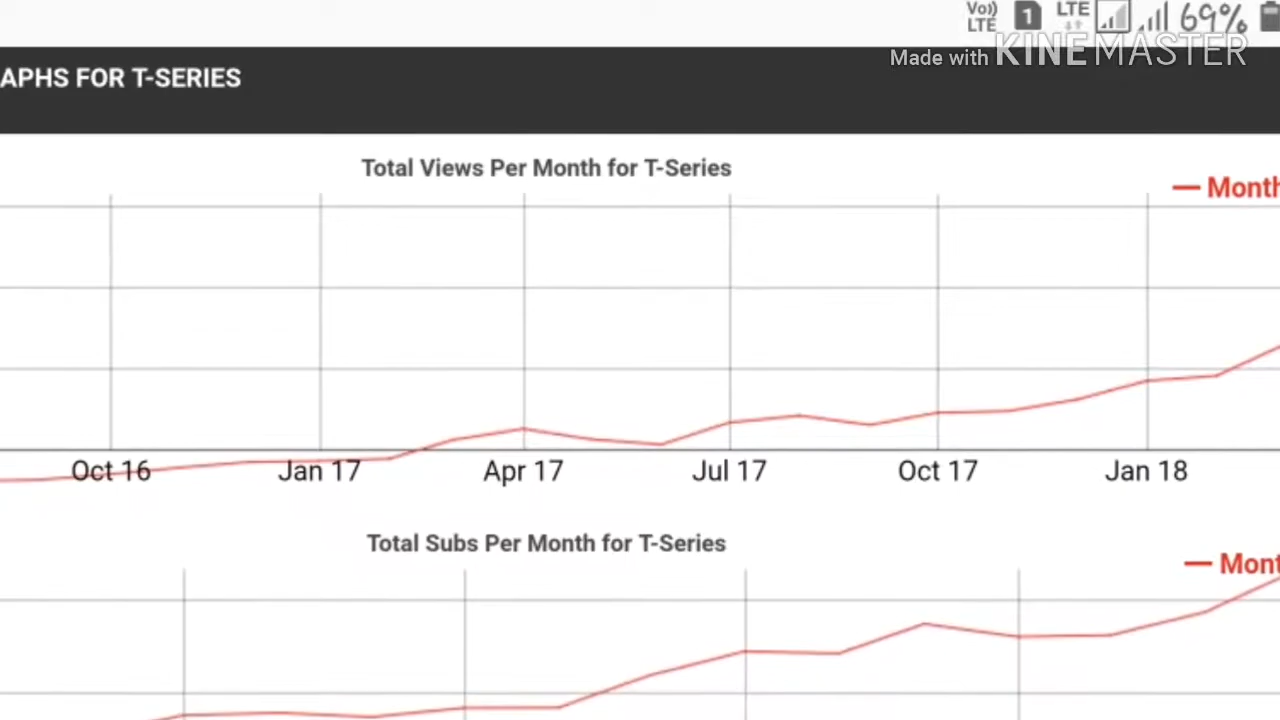 Vo)) LTE 1 LTE 69%
Made with KINEMASTER
APHS FOR T-SERIES
Total Views Per Month for T-Series
Month
Oct 16 Jan 17 Apr 17 Jul 17 Oct 17 Jan 18
Total Subs Per Month for T-Series
Mont